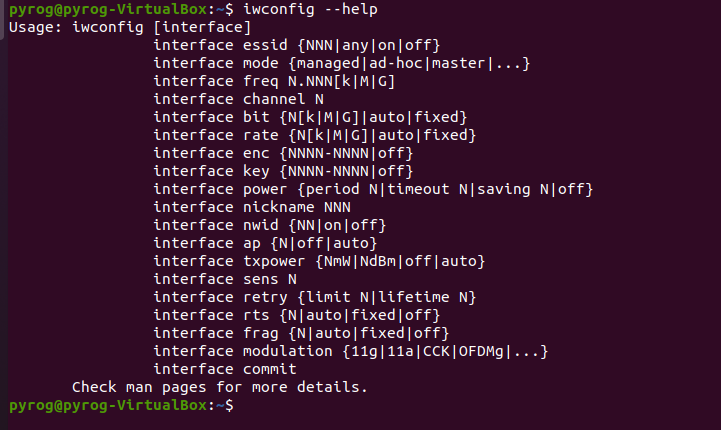 pyrog@pyrog-VirtualBox:~$ iwconfig --help
Usage: iwconfig [interface]
interface essid {NNN|any|on|off}
interface mode {managed|ad-hoc|master|...}
interface freq N.NNN[k|M|G]
interface channel N
interface bit {N[k|M|G]|auto|fixed}
interface rate {N[k|M|G]|auto|fixed}
interface enc {NNNN-NNNN|off}
interface key {NNNN-NNNN|off}
interface power {period N|timeout N|saving N|off}
interface nickname NNN
interface nwid {NN|on|off}
interface ap {N|off|auto}
interface txpower {NmW|NdBm|off|auto}
interface sens N
interface retry {limit N|lifetime N}
interface rts {N|auto|fixed|off}
interface frag {N|auto|fixed|off}
interface modulation {11g|11a|CCK|OFDMg|...}
interface commit
Check man pages for more details.
pyrog@pyrog-VirtualBox:~$